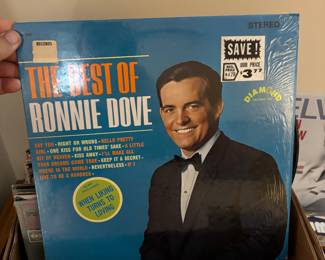 RECORDS
STEREO
SAVE!
OUR PRICE
$3.77
THE BEST OF
RONNIE DOVE
DIAMOND
SAY YOU • RIGHT OR WRONG • HELLO PRETTY
GIRL • ONE KISS FOR OLD TIMES' SAKE • A LITTLE
BIT OF HEAVEN • KISS AWAY • I'LL MAKE ALL
YOUR DREAMS COME TRUE • KEEP IT A SECRET •
WHERE IN THE WORLD • NEVERTHELESS • IF I
LIVE TO BE A HUNDRED •
WHEN LIKING
TURNS TO
LOVING